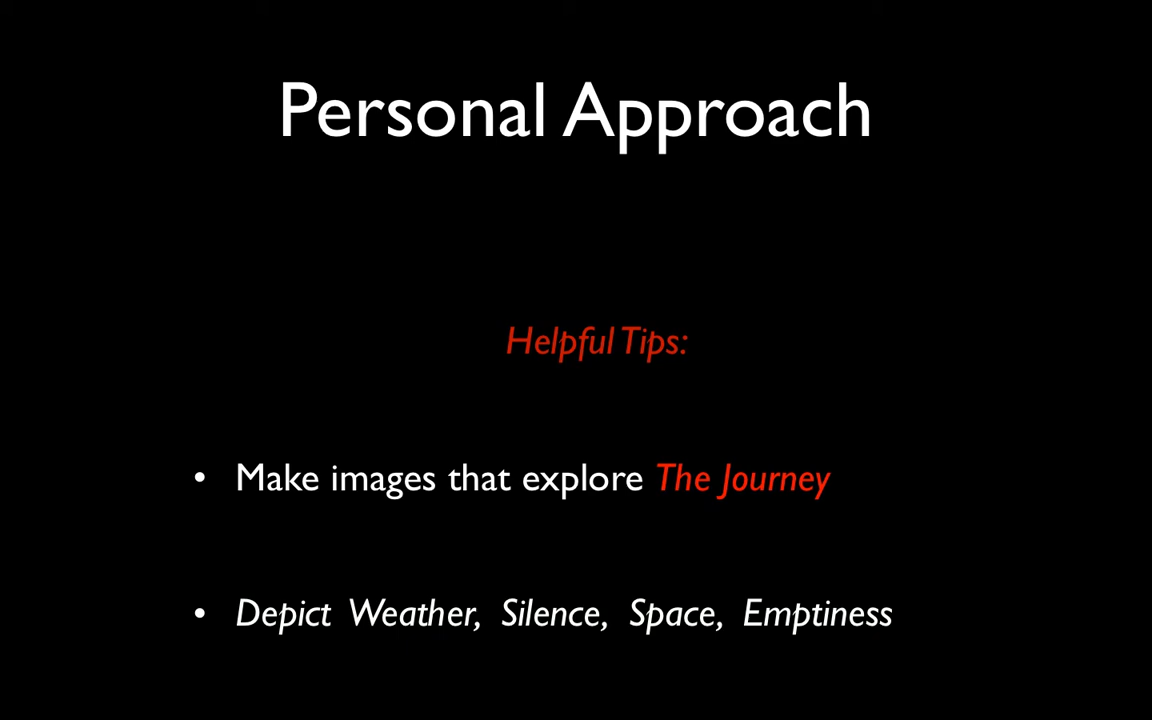 Personal Approach
Helpful Tips:
• Make images that explore The Journey
• Depict Weather, Silence, Space, Emptiness